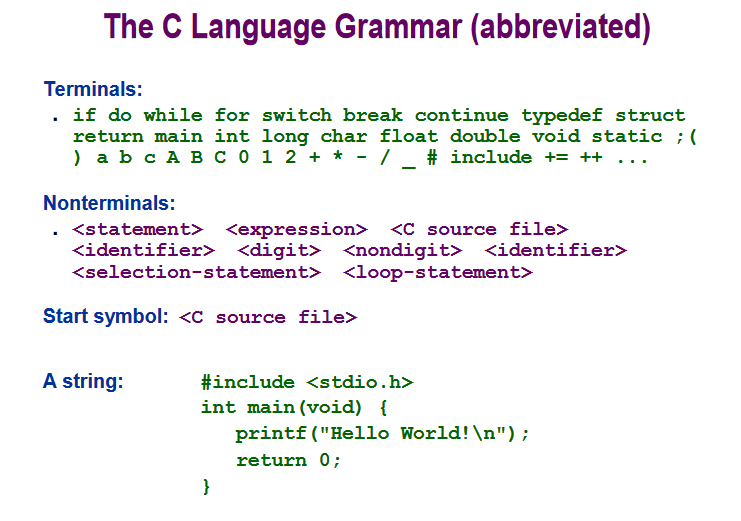 The C Language Grammar (abbreviated)
Terminals:
. if do while for switch break continue typedef struct
return main int long char float double void static ;(
) a b c A B C 0 1 2 + * - / _ # include += ++ ...
Nonterminals:
. <statement> <expression> <C source file>
<identifier> <digit> <nondigit> <identifier>
<selection-statement> <loop-statement>
Start symbol: <C source file>
A string: #include <stdio.h>
int main(void) {
printf("Hello World!\n");
return 0;
}